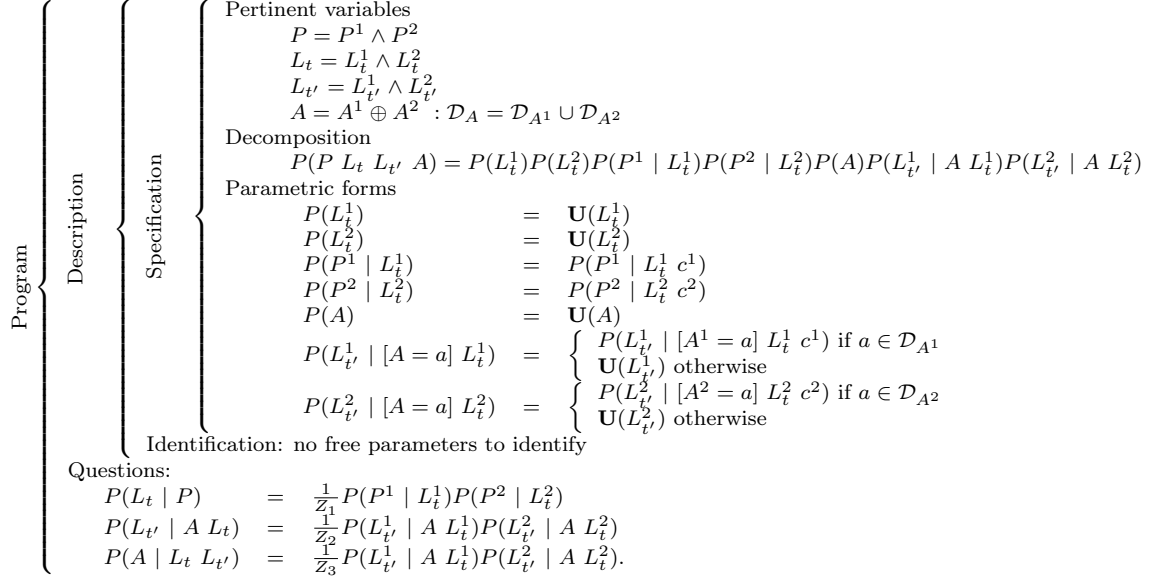 Program
Description
Specification
Pertinent variables
P = P^1 ∧ P^2
L_t = L_t^1 ∧ L_t^2
L_{t'} = L_{t'}^1 ∧ L_{t'}^2
A = A^1 ⊕ A^2 : 𝒟_A = 𝒟_{A^1} ∪ 𝒟_{A^2}
Decomposition
P(P L_t L_{t'} A) = P(L_t^1)P(L_t^2)P(P^1 | L_t^1)P(P^2 | L_t^2)P(A)P(L_{t'}^1 | A L_t^1)P(L_{t'}^2 | A L_t^2)
Parametric forms
P(L_t^1) = U(L_t^1)
P(L_t^2) = U(L_t^2)
P(P^1 | L_t^1) = P(P^1 | L_t^1 c^1)
P(P^2 | L_t^2) = P(P^2 | L_t^2 c^2)
P(A) = U(A)
P(L_{t'}^1 | [A = a] L_t^1) = { P(L_{t'}^1 | [A^1 = a] L_t^1 c^1) if a ∈ 𝒟_{A^1}
U(L_{t'}^1) otherwise
P(L_{t'}^2 | [A = a] L_t^2) = { P(L_{t'}^2 | [A^2 = a] L_t^2 c^2) if a ∈ 𝒟_{A^2}
U(L_{t'}^2) otherwise
Identification: no free parameters to identify
Questions:
P(L_t | P) = 1/Z_1 P(P^1 | L_t^1)P(P^2 | L_t^2)
P(L_{t'} | A L_t) = 1/Z_2 P(L_{t'}^1 | A L_t^1)P(L_{t'}^2 | A L_t^2)
P(A | L_t L_{t'}) = 1/Z_3 P(L_{t'}^1 | A L_t^1)P(L_{t'}^2 | A L_t^2).